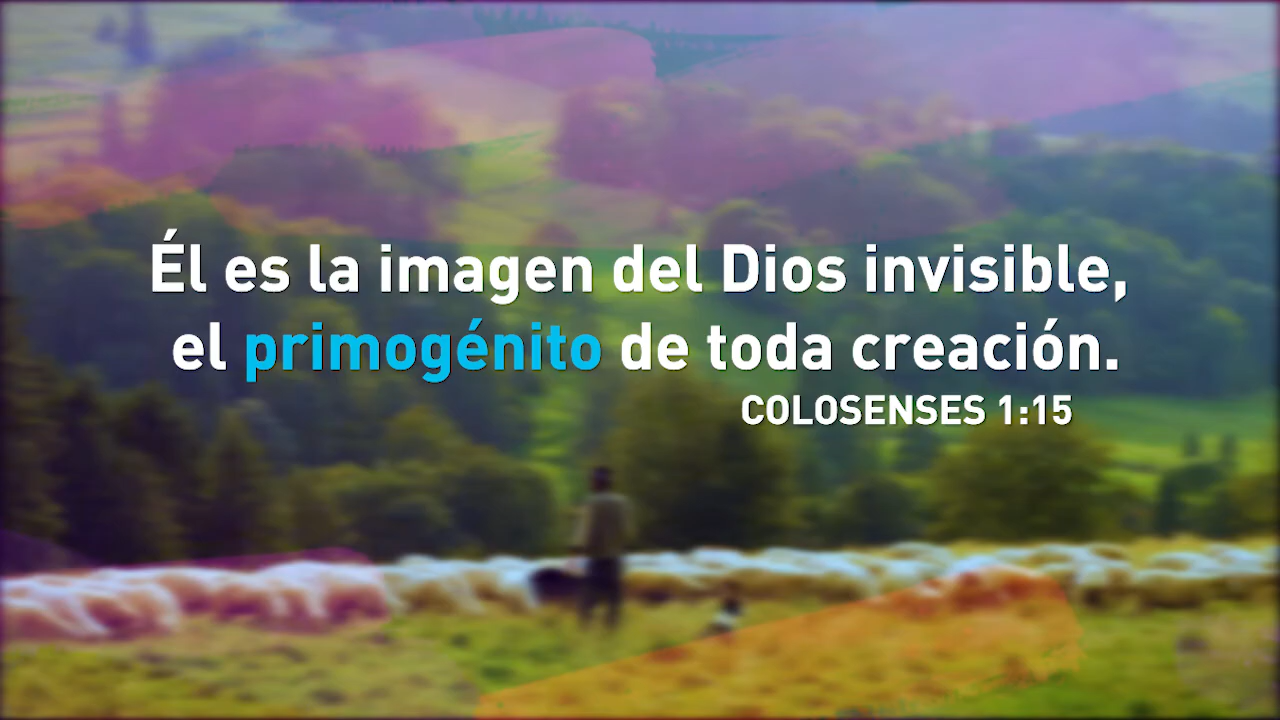 Él es la imagen del Dios invisible,
el primogénito de toda creación.
COLOSENSES 1:15